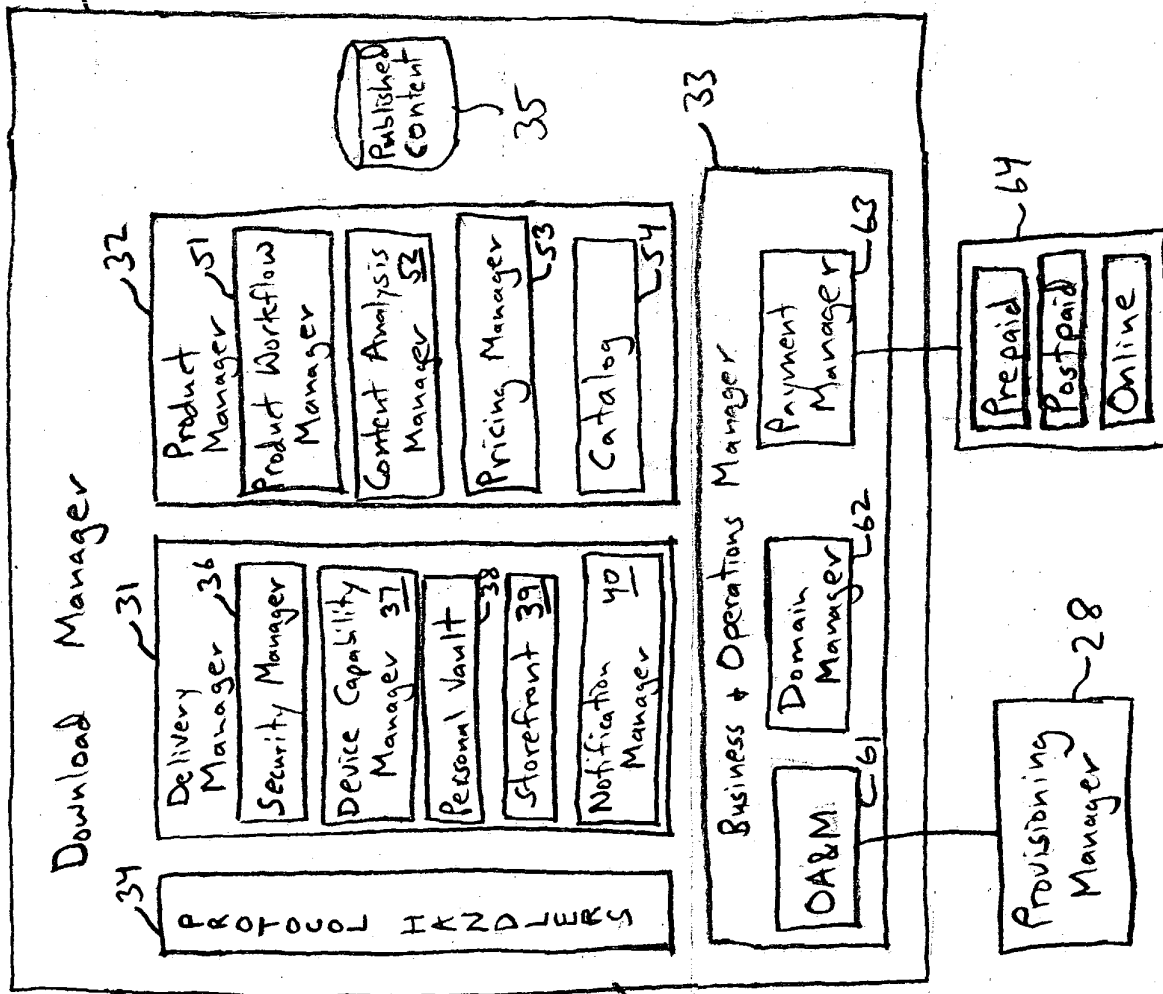 Download Manager
34
PROTOCOL HANDLERS
31
Delivery
Manager
36
Security Manager
Device Capability
Manager 37
Personal Vault
38
Storefront 39
Notification
Manager 40
32
Product
Manager
51
Product Workflow
Manager
Content Analysis
Manager 52
Pricing Manager
53
Catalog
54
Published
Content
35
33
Business & Operations Manager
OA&M
61
Domain
Manager
62
Payment
Manager
63
Provisioning
Manager
28
64
Prepaid
Postpaid
Online